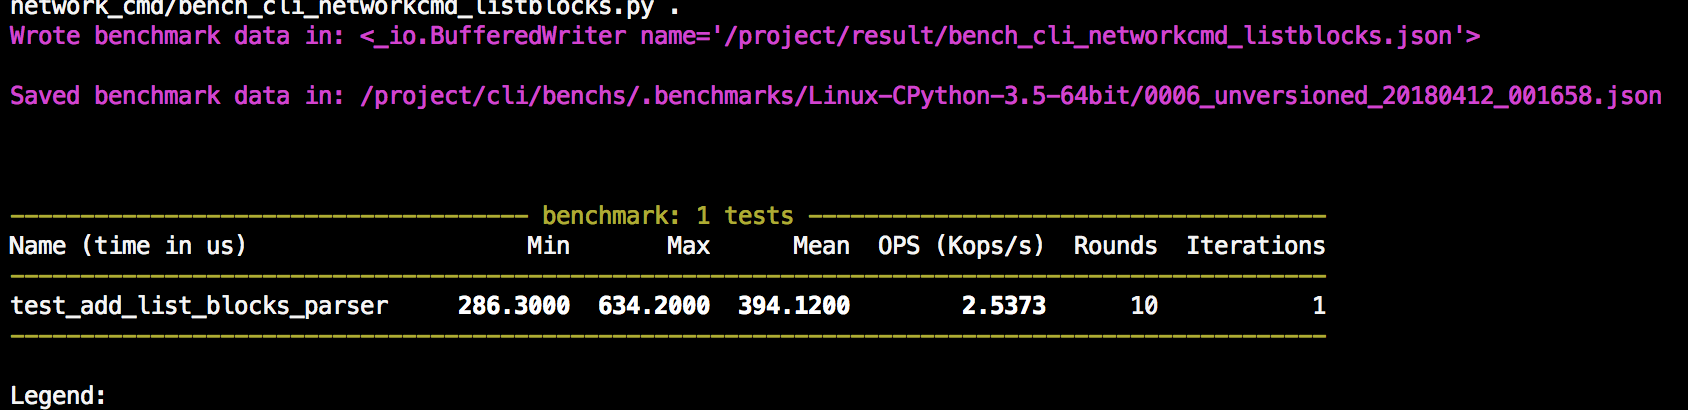 network_cmd/bench_cli_networkcmd_listblocks.py .
Wrote benchmark data in: <_io.BufferedWriter name='/project/result/bench_cli_networkcmd_listblocks.json'>
Saved benchmark data in: /project/cli/benchs/.benchmarks/Linux-CPython-3.5-64bit/0006_unversioned_20180412_001658.json
------------------------------------- benchmark: 1 tests -------------------------------------
Name (time in us)                    Min       Max      Mean  OPS (Kops/s)  Rounds  Iterations
----------------------------------------------------------------------------------------------
test_add_list_blocks_parser     286.3000  634.2000  394.1200        2.5373      10           1
----------------------------------------------------------------------------------------------
Legend: